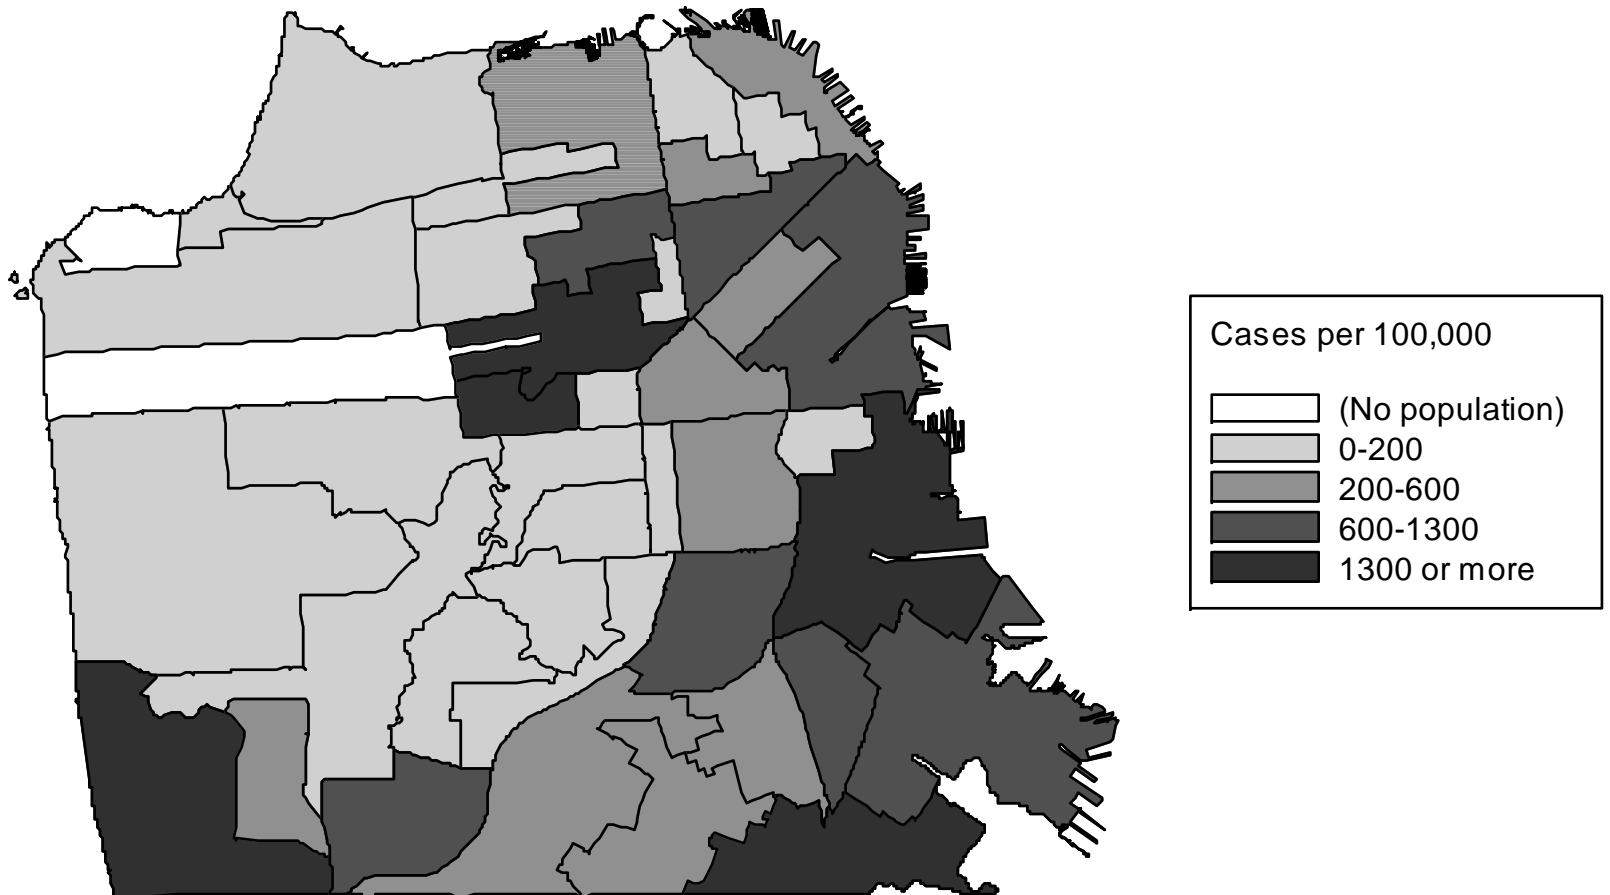 Cases per 100,000
(No population)
0-200
200-600
600-1300
1300 or more